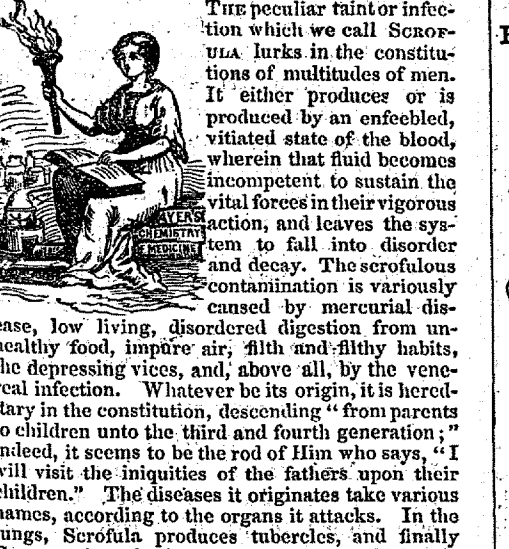 THE peculiar taint or infec-
tion which we call SCROF-
ULA lurks in the constitu-
tions of multitudes of men.
It either produces or is
produced by an enfeebled,
vitiated state of the blood,
wherein that fluid becomes
incompetent to sustain the
vital forces in their vigorous
action, and leaves the sys-
tem to fall into disorder
and decay. The scrofulous
contamination is variously
caused by mercurial dis-
ease, low living, disordered digestion from un-
ealthy food, impure air, filth and filthy habits,
he depressing vices, and, above all, by the vene-
real infection. Whatever be its origin, it is hered-
tary in the constitution, descending "from parents
o children unto the third and fourth generation;"
ndeed, it seems to be the rod of Him who says, "I
will visit the iniquities of the fathers upon their
children." The diseases it originates take various
names, according to the organs it attacks. In the
ungs, Scrofula produces tubercles, and finally
AYER'S
CHEMISTRY
MEDICINE